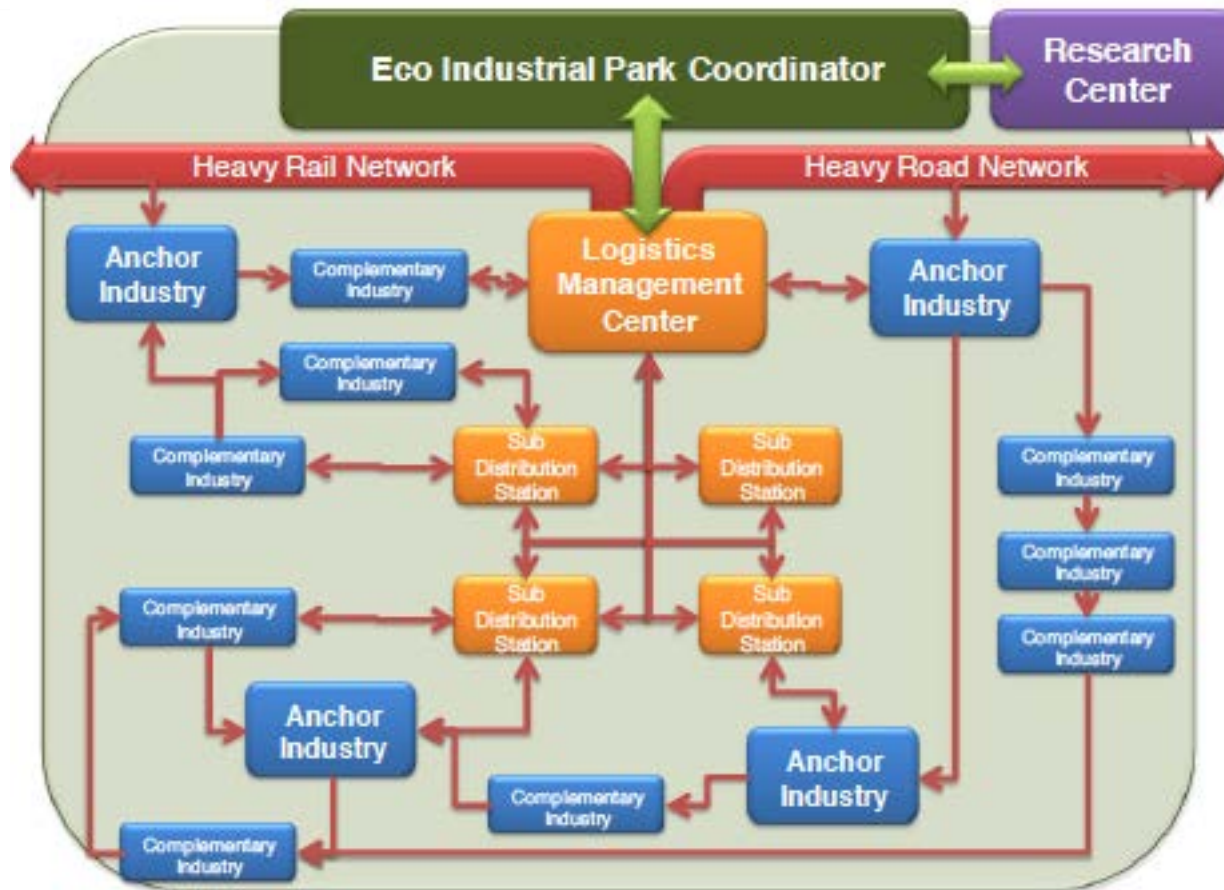 Eco Industrial Park Coordinator
Research
Center
Heavy Rail Network
Heavy Road Network
Anchor
Industry
Complementary
Industry
Logistics
Management
Center
Anchor
Industry
Complementary
Industry
Complementary
Industry
Sub
Distribution
Station
Sub
Distribution
Station
Complementary
Industry
Complementary
Industry
Complementary
Industry
Sub
Distribution
Station
Sub
Distribution
Station
Complementary
Industry
Anchor
Industry
Anchor
Industry
Complementary
Industry
Complementary
Industry